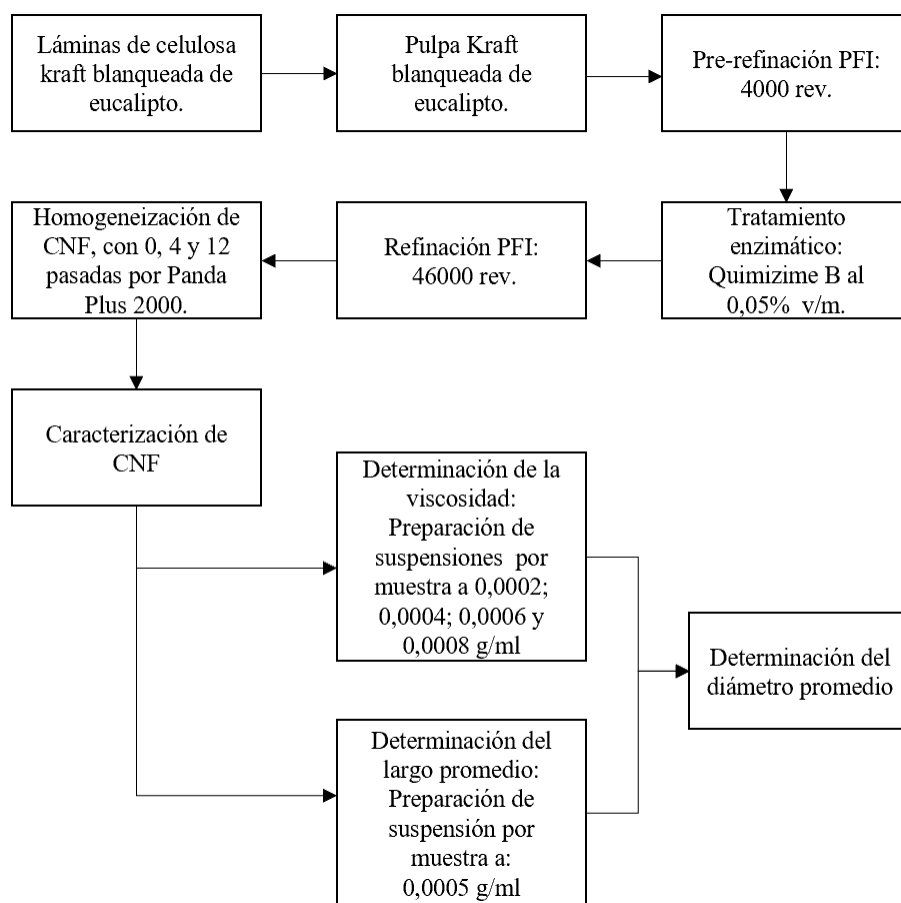 Láminas de celulosa
kraft blanqueada de
eucalipto.
Pulpa Kraft
blanqueada de
eucalipto.
Pre-refinación PFI:
4000 rev.
Tratamiento
enzimático:
Quimizime B al
0,05% v/m.
Refinación PFI:
46000 rev.
Homogeneización de
CNF, con 0, 4 y 12
pasadas por Panda
Plus 2000.
Caracterización de
CNF
Determinación de la
viscosidad:
Preparación de
suspensiones por
muestra a 0,0002;
0,0004; 0,0006 y
0,0008 g/ml
Determinación del
largo promedio:
Preparación de
suspensión por
muestra a:
0,0005 g/ml
Determinación del
diámetro promedio